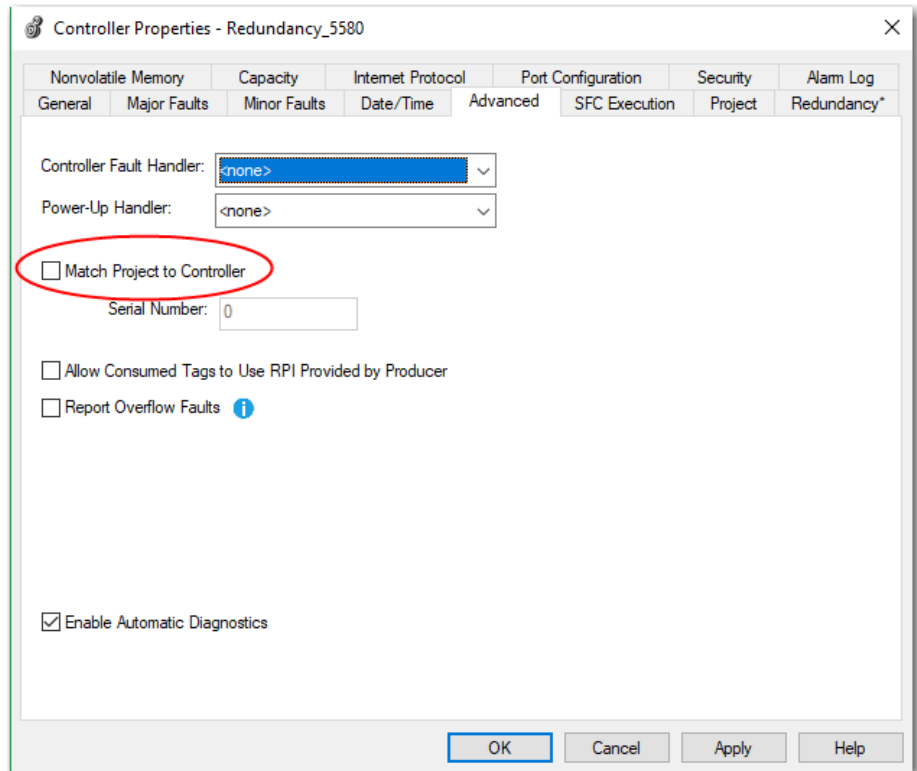 Controller Properties - Redundancy_5580
Nonvolatile Memory Capacity Internet Protocol Port Configuration Security Alarm Log
General Major Faults Minor Faults Date/Time Advanced SFC Execution Project Redundancy*
Controller Fault Handler: <none>
Power-Up Handler: <none>
Match Project to Controller
Serial Number: 0
Allow Consumed Tags to Use RPI Provided by Producer
Report Overflow Faults i
Enable Automatic Diagnostics
OK Cancel Apply Help